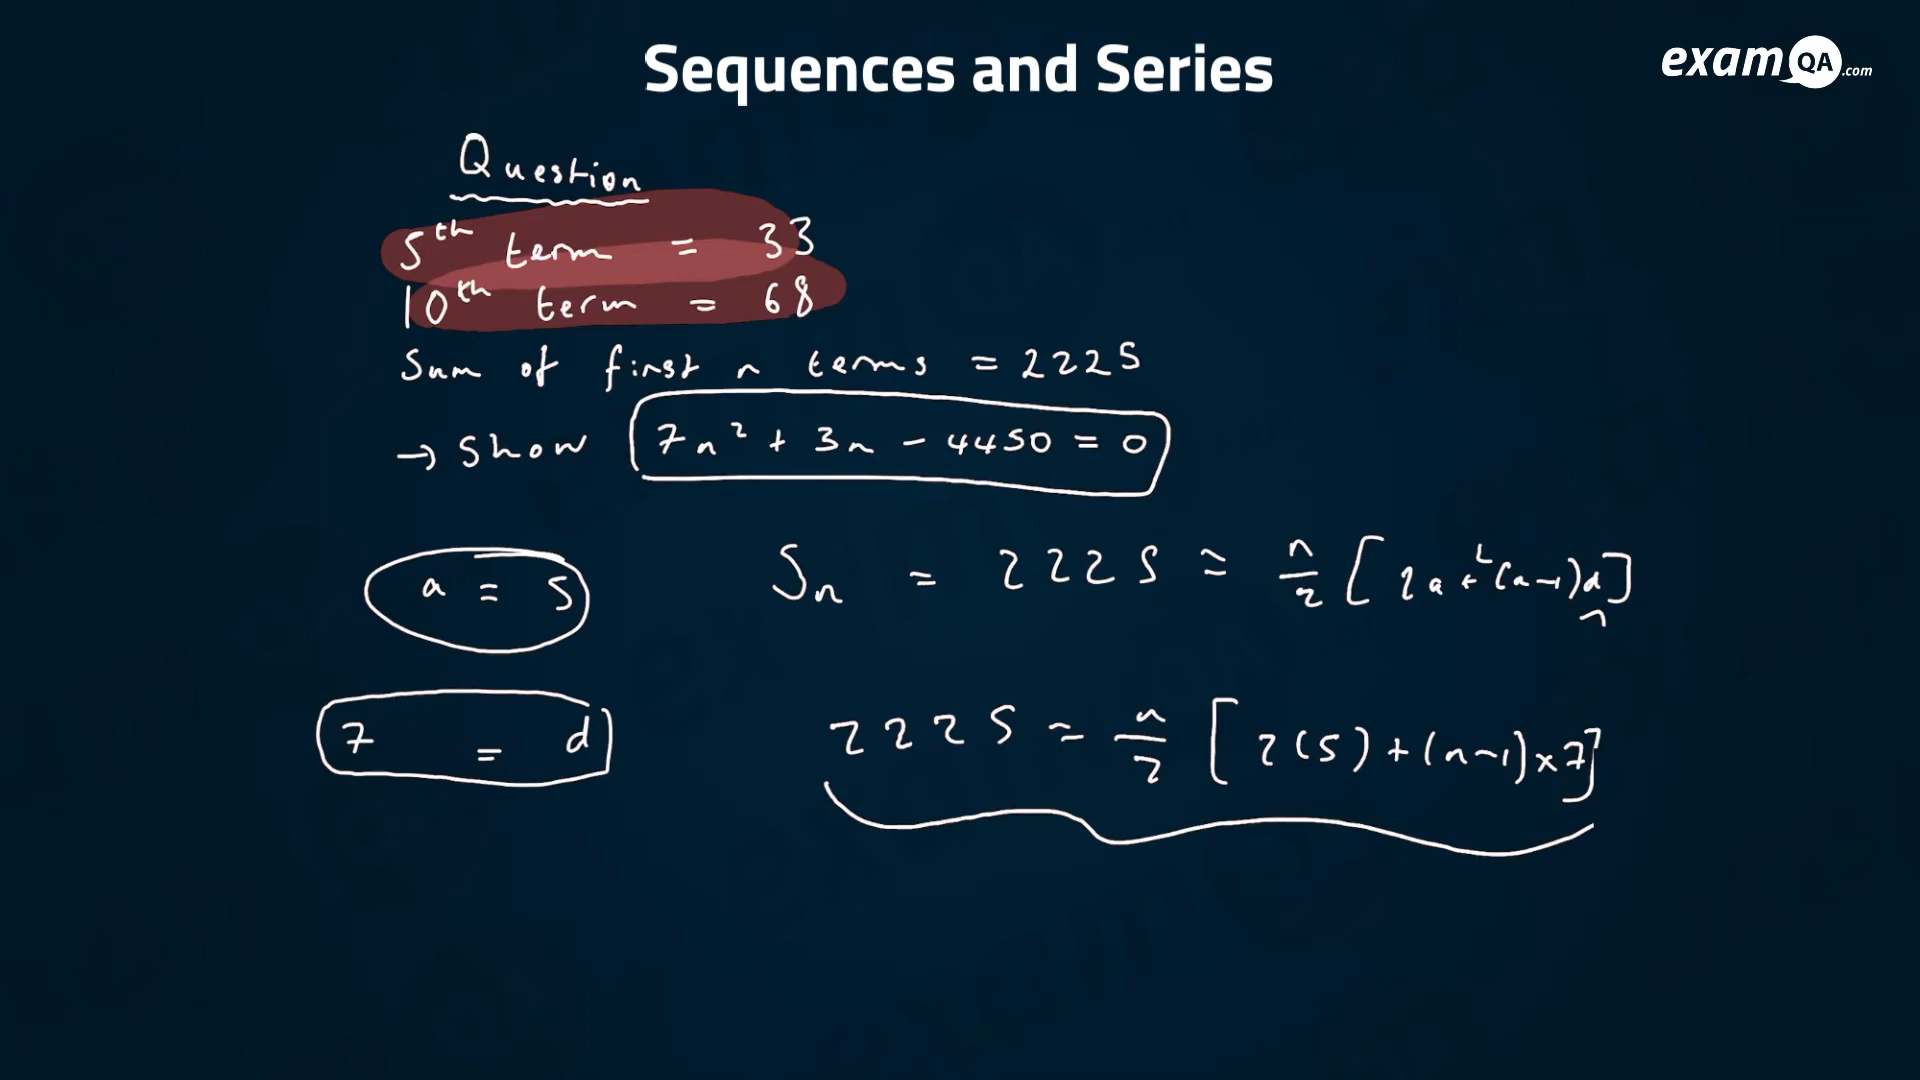 Sequences and Series
examQA.com
Question
5th term = 33
10th term = 68
Sum of first n terms = 2225
→ Show 7n² + 3n - 4450 = 0
a = 5
Sn = 2225 = n/2 [2a + (n-1)d]
7
7 = d
2225 = n/2 [2(5) + (n-1)×7]